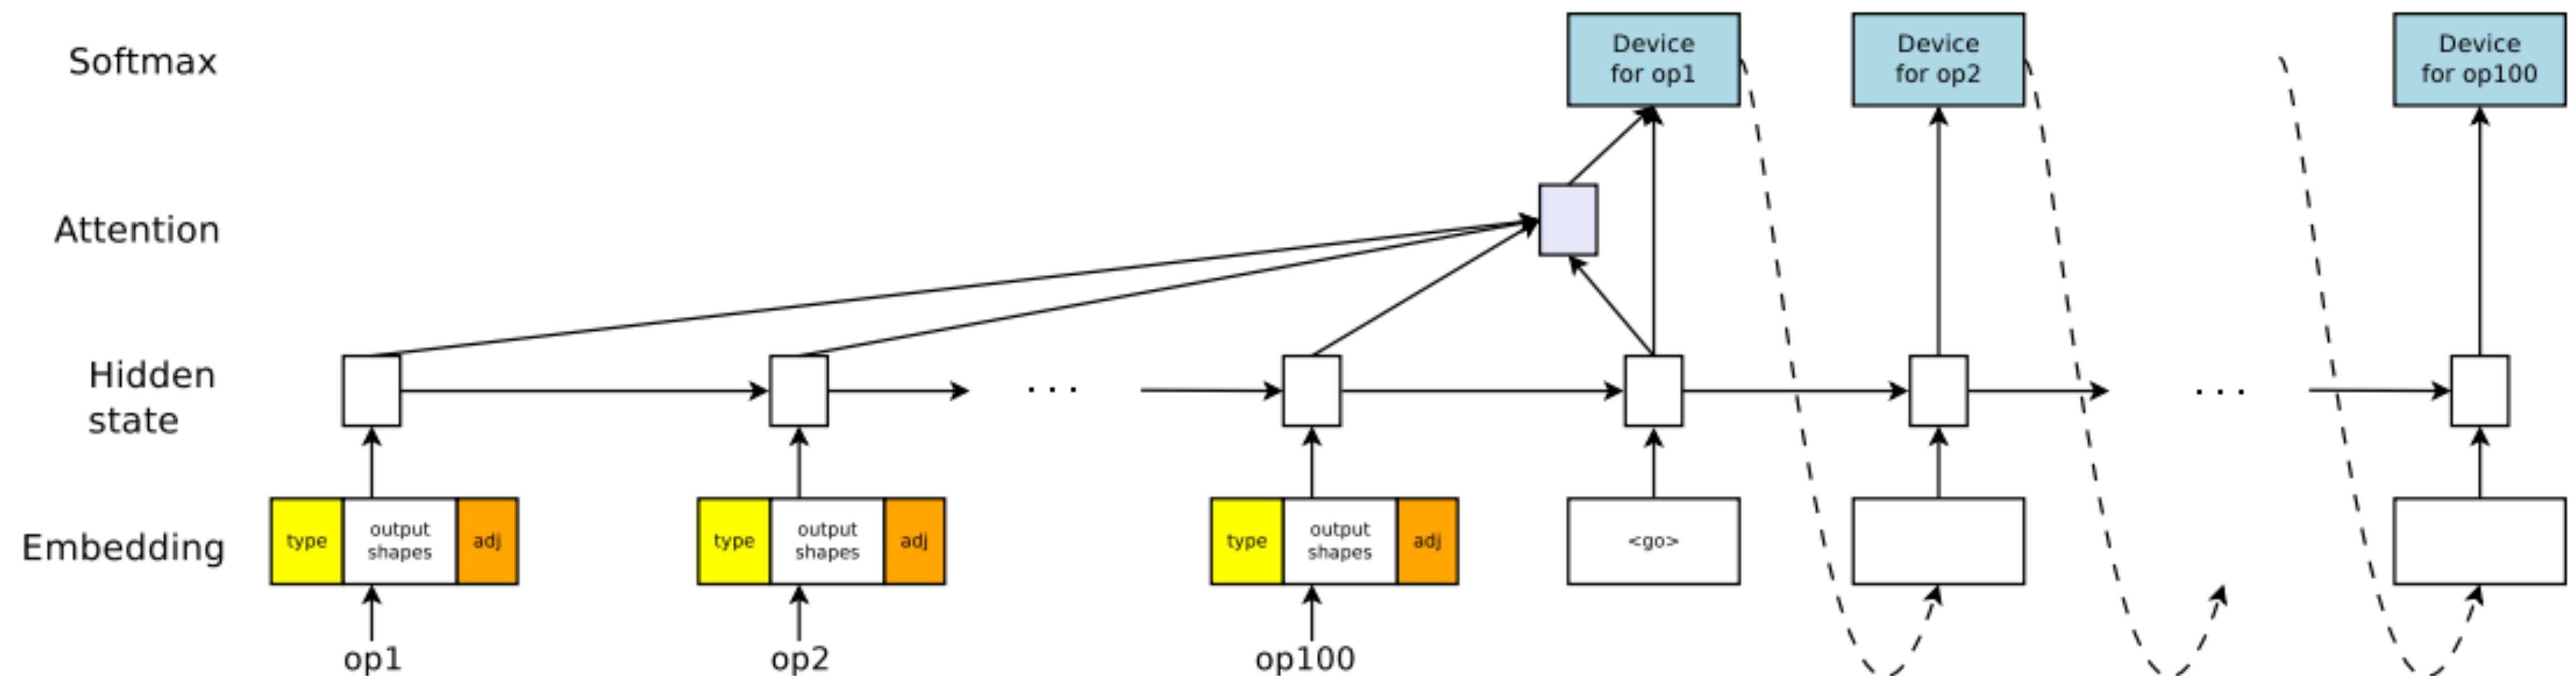 Softmax
Device
for op1
Device
for op2
Device
for op100
Attention
Hidden
state
. . .
. . .
Embedding
type
output
shapes
adj
type
output
shapes
adj
type
output
shapes
adj
<go>
op1
op2
op100